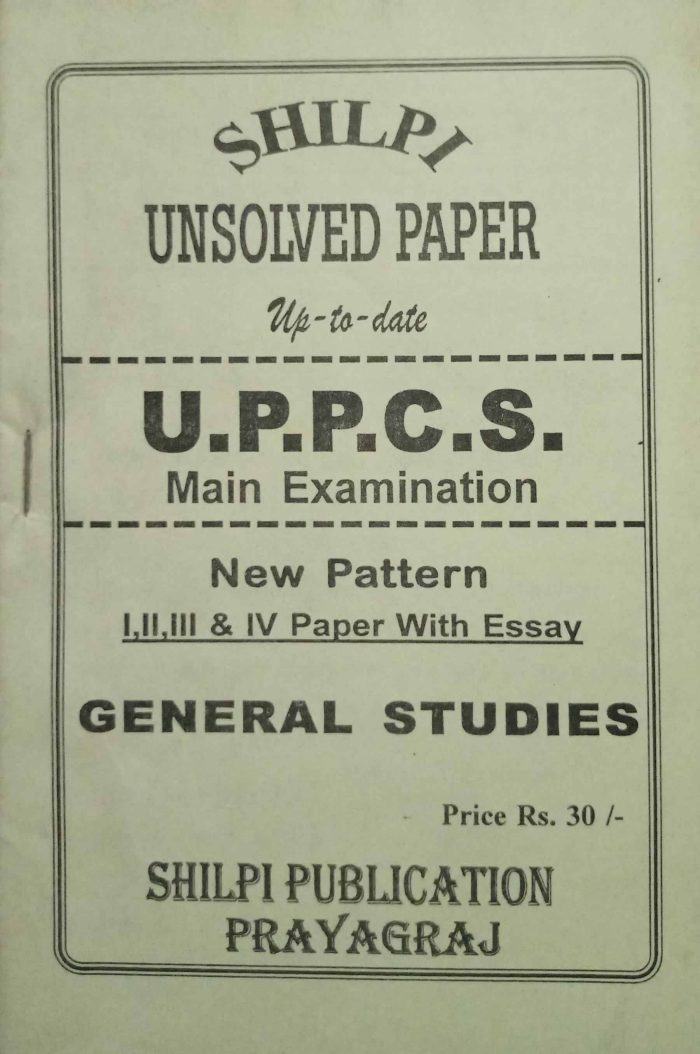 SHILPI
UNSOLVED PAPER
Up-to-date
U.P.P.C.S.
Main Examination
New Pattern
I,II,III & IV Paper With Essay
GENERAL STUDIES
Price Rs. 30 /-
SHILPI PUBLICATION
PRAYAGRAJ